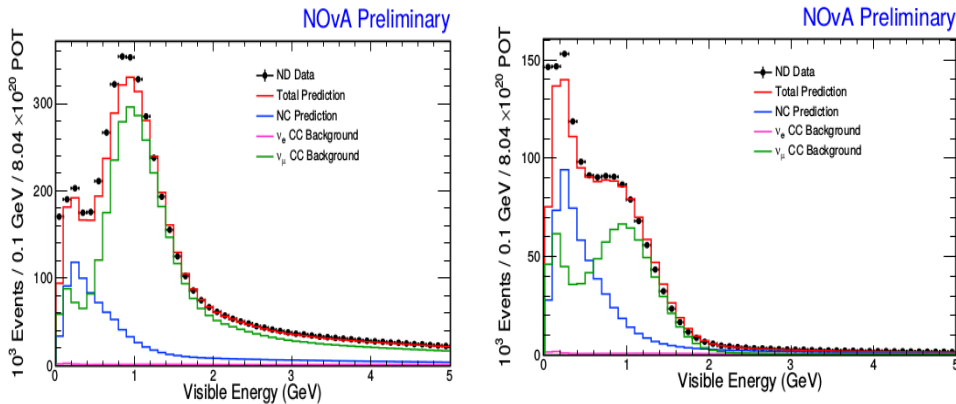 NOvA Preliminary
10³ Events / 0.1 GeV / 8.04 ×10²⁰ POT
300
200
100
0
ND Data
Total Prediction
NC Prediction
νe CC Background
νμ CC Background
0 1 2 3 4 5
Visible Energy (GeV)
NOvA Preliminary
10³ Events / 0.1 GeV / 8.04 ×10²⁰ POT
150
100
50
0
ND Data
Total Prediction
NC Prediction
νe CC Background
νμ CC Background
0 1 2 3 4 5
Visible Energy (GeV)